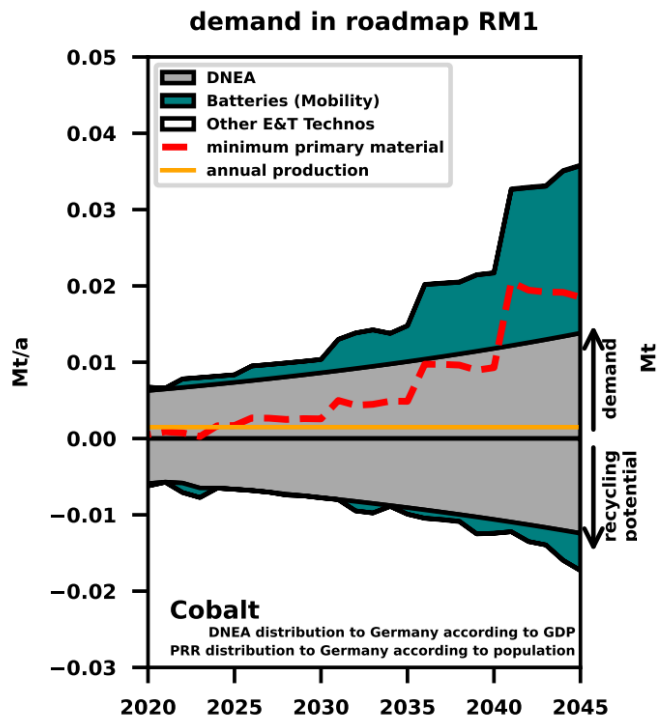 demand in roadmap RM1
0.05
0.04
0.03
0.02
0.01
0.00
−0.01
−0.02
−0.03
Mt/a
DNEA
Batteries (Mobility)
Other E&T Technos
minimum primary material
annual production
demand
Mt
recycling
potential
Cobalt
DNEA distribution to Germany according to GDP
PRR distribution to Germany according to population
2020 2025 2030 2035 2040 2045